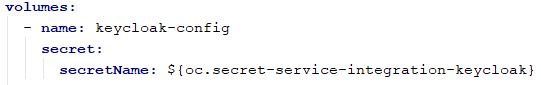 volumes:
  - name: keycloak-config
    secret:
      secretName: ${oc.secret-service-integration-keycloak}